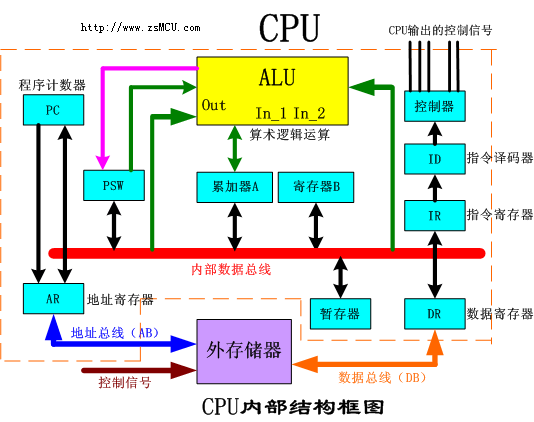 http://www.zsMCU.com
CPU
CPU输出的控制信号
程序计数器
PC
ALU
Out
In_1 In_2
算术逻辑运算
控制器
ID
指令译码器
PSW
累加器A
寄存器B
IR
指令寄存器
内部数据总线
AR
地址寄存器
暂存器
DR
数据寄存器
地址总线（AB）
外存储器
控制信号
数据总线（DB）
CPU内部结构框图